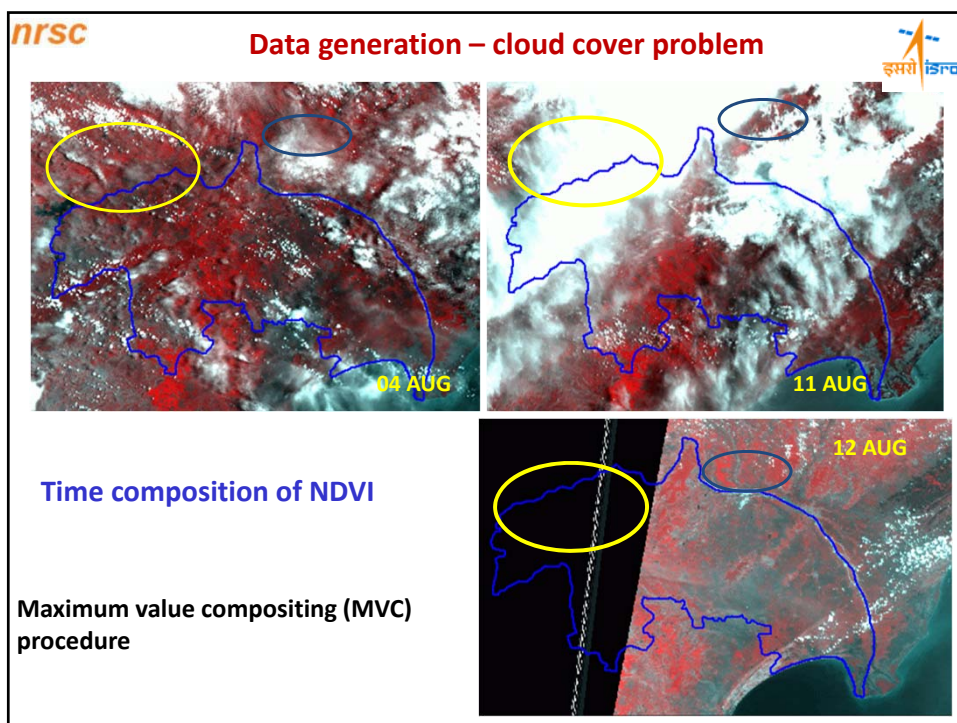 nrsc
Data generation – cloud cover problem
इसरो isro
04 AUG
11 AUG
12 AUG
Time composition of NDVI
Maximum value compositing (MVC)
procedure